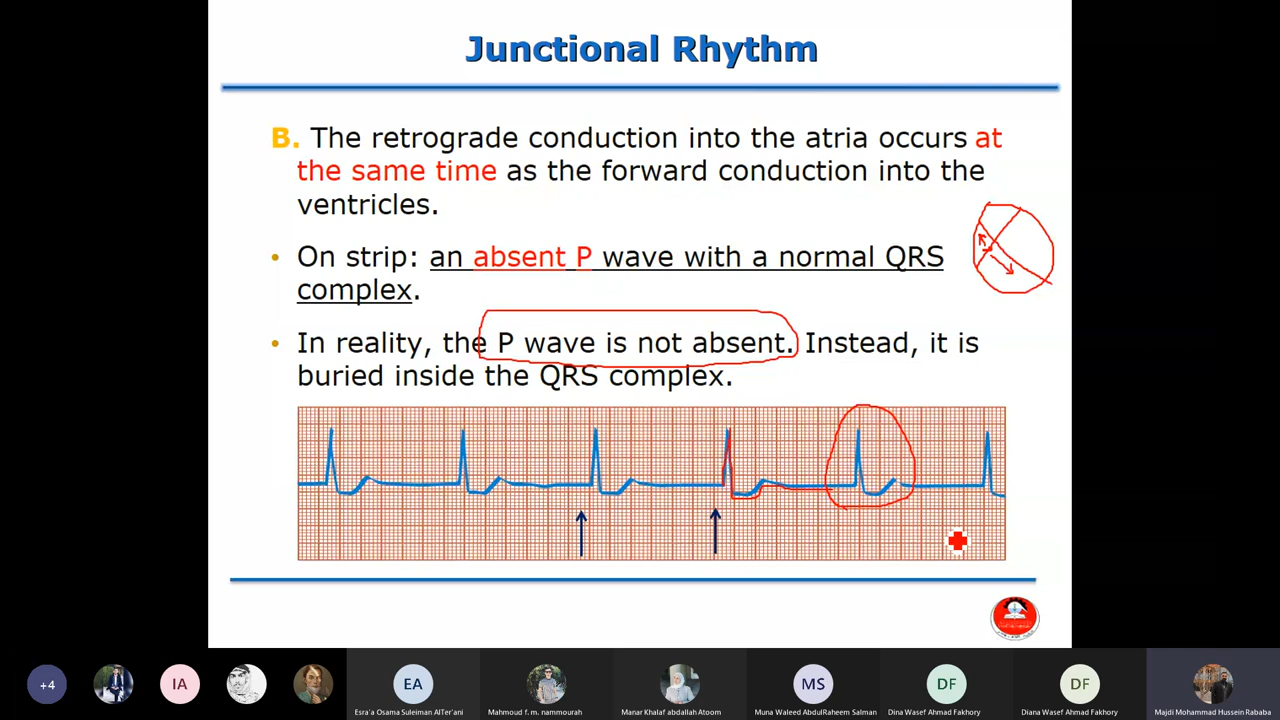 Junctional Rhythm
B. The retrograde conduction into the atria occurs at
the same time as the forward conduction into the
ventricles.
• On strip: an absent P wave with a normal QRS
complex.
• In reality, the P wave is not absent. Instead, it is
buried inside the QRS complex.
+4
IA
EA
MS
DF
DF
Esra'a Osama Suleiman AlTer'ani
Mahmoud f. m. nammourah
Manar Khalaf abdallah Atoom
Muna Waleed AbdulRaheem Salman
Dina Wasef Ahmad Fakhory
Diana Wasef Ahmad Fakhory
Majdi Mohammod Hussein Rababa